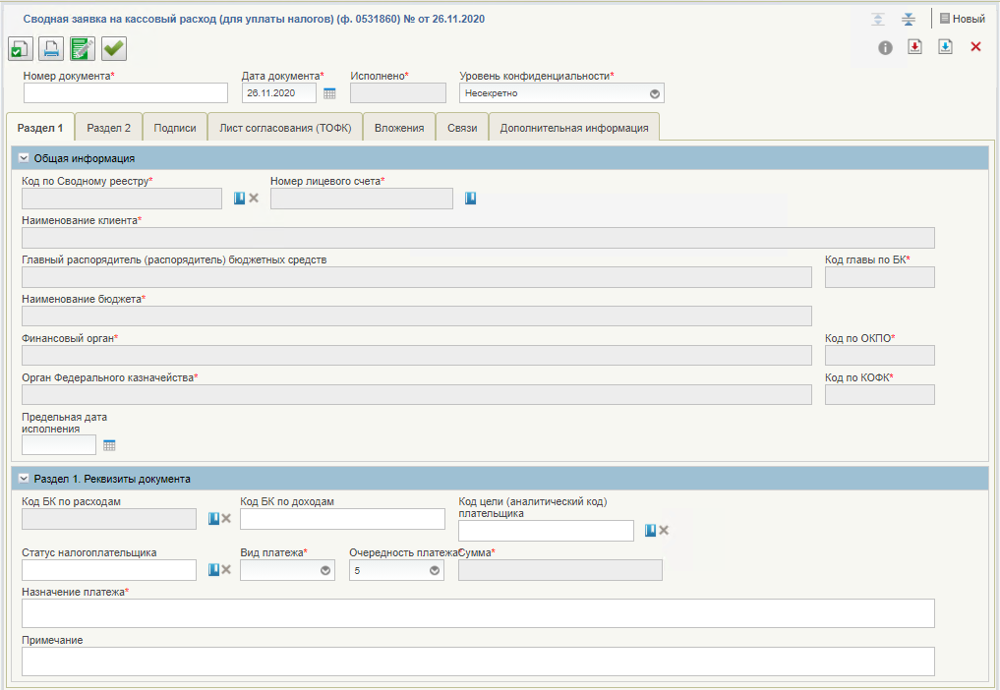 Сводная заявка на кассовый расход (для уплаты налогов) (ф. 0531860) № от 26.11.2020
Новый
Номер документа*
Дата документа*
Исполнено*
Уровень конфиденциальности*
26.11.2020
Несекретно
Раздел 1
Раздел 2
Подписи
Лист согласования (ТОФК)
Вложения
Связи
Дополнительная информация
Общая информация
Код по Сводному реестру*
Номер лицевого счета*
Наименование клиента*
Главный распорядитель (распорядитель) бюджетных средств
Код главы по БК*
Наименование бюджета*
Финансовый орган*
Код по ОКПО*
Орган Федерального казначейства*
Код по КОФК*
Предельная дата
исполнения
Раздел 1. Реквизиты документа
Код БК по расходам
Код БК по доходам
Код цели (аналитический код)
плательщика
Статус налогоплательщика
Вид платежа*
Очередность платежа*
Сумма*
5
Назначение платежа*
Примечание